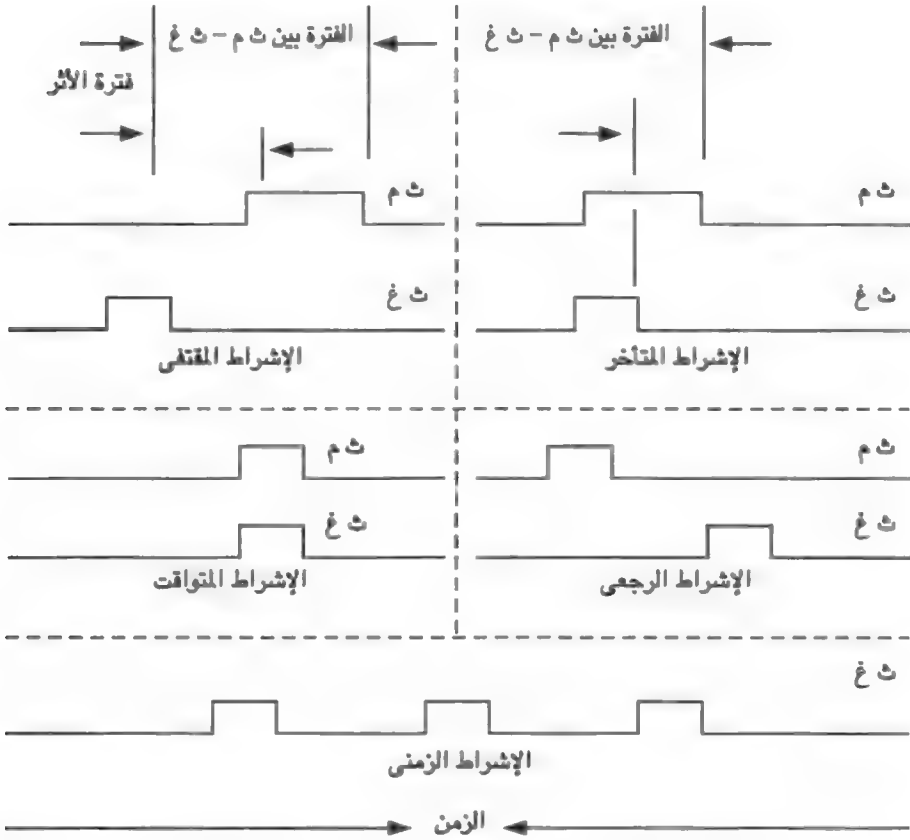 الفترة بين ث م – ث غ
فترة الأثر
ث م
ث غ
الإشراط المقتفى
الفترة بين ث م – ث غ
ث م
ث غ
الإشراط المتأخر
ث م
ث غ
الإشراط المتواقت
ث م
ث غ
الإشراط الرجعى
ث غ
الإشراط الزمنى
الزمن